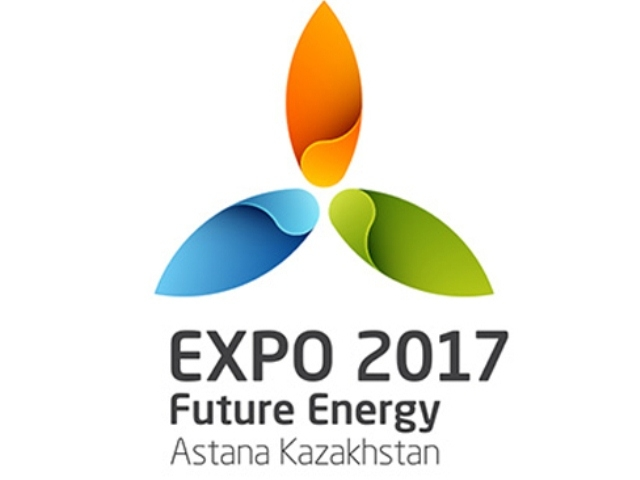 EXPO 2017
Future Energy
Astana Kazakhstan